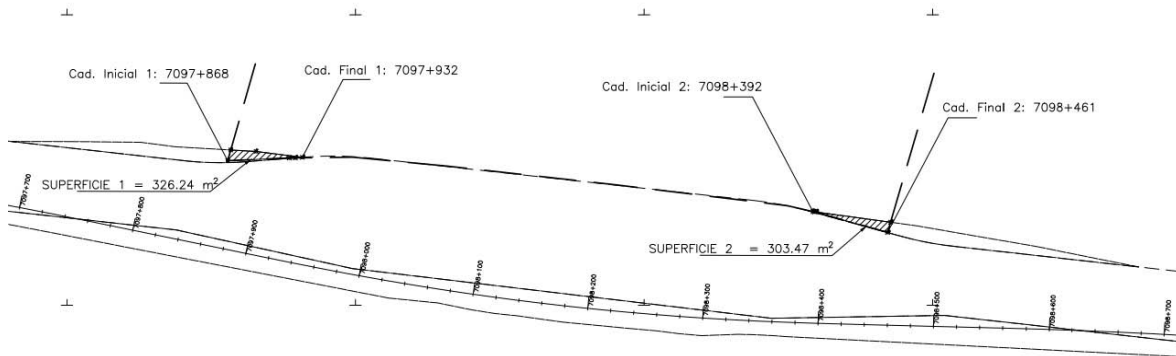 Cad. Inicial 1: 7097+868
Cad. Final 1: 7097+932
Cad. Inicial 2: 7098+392
Cad. Final 2: 7098+461
SUPERFICIE 1 = 326.24 m²
SUPERFICIE 2 = 303.47 m²
7097+700
7097+800
7097+900
7098+000
7098+100
7098+200
7098+300
7098+400
7098+500
7098+600
7098+700